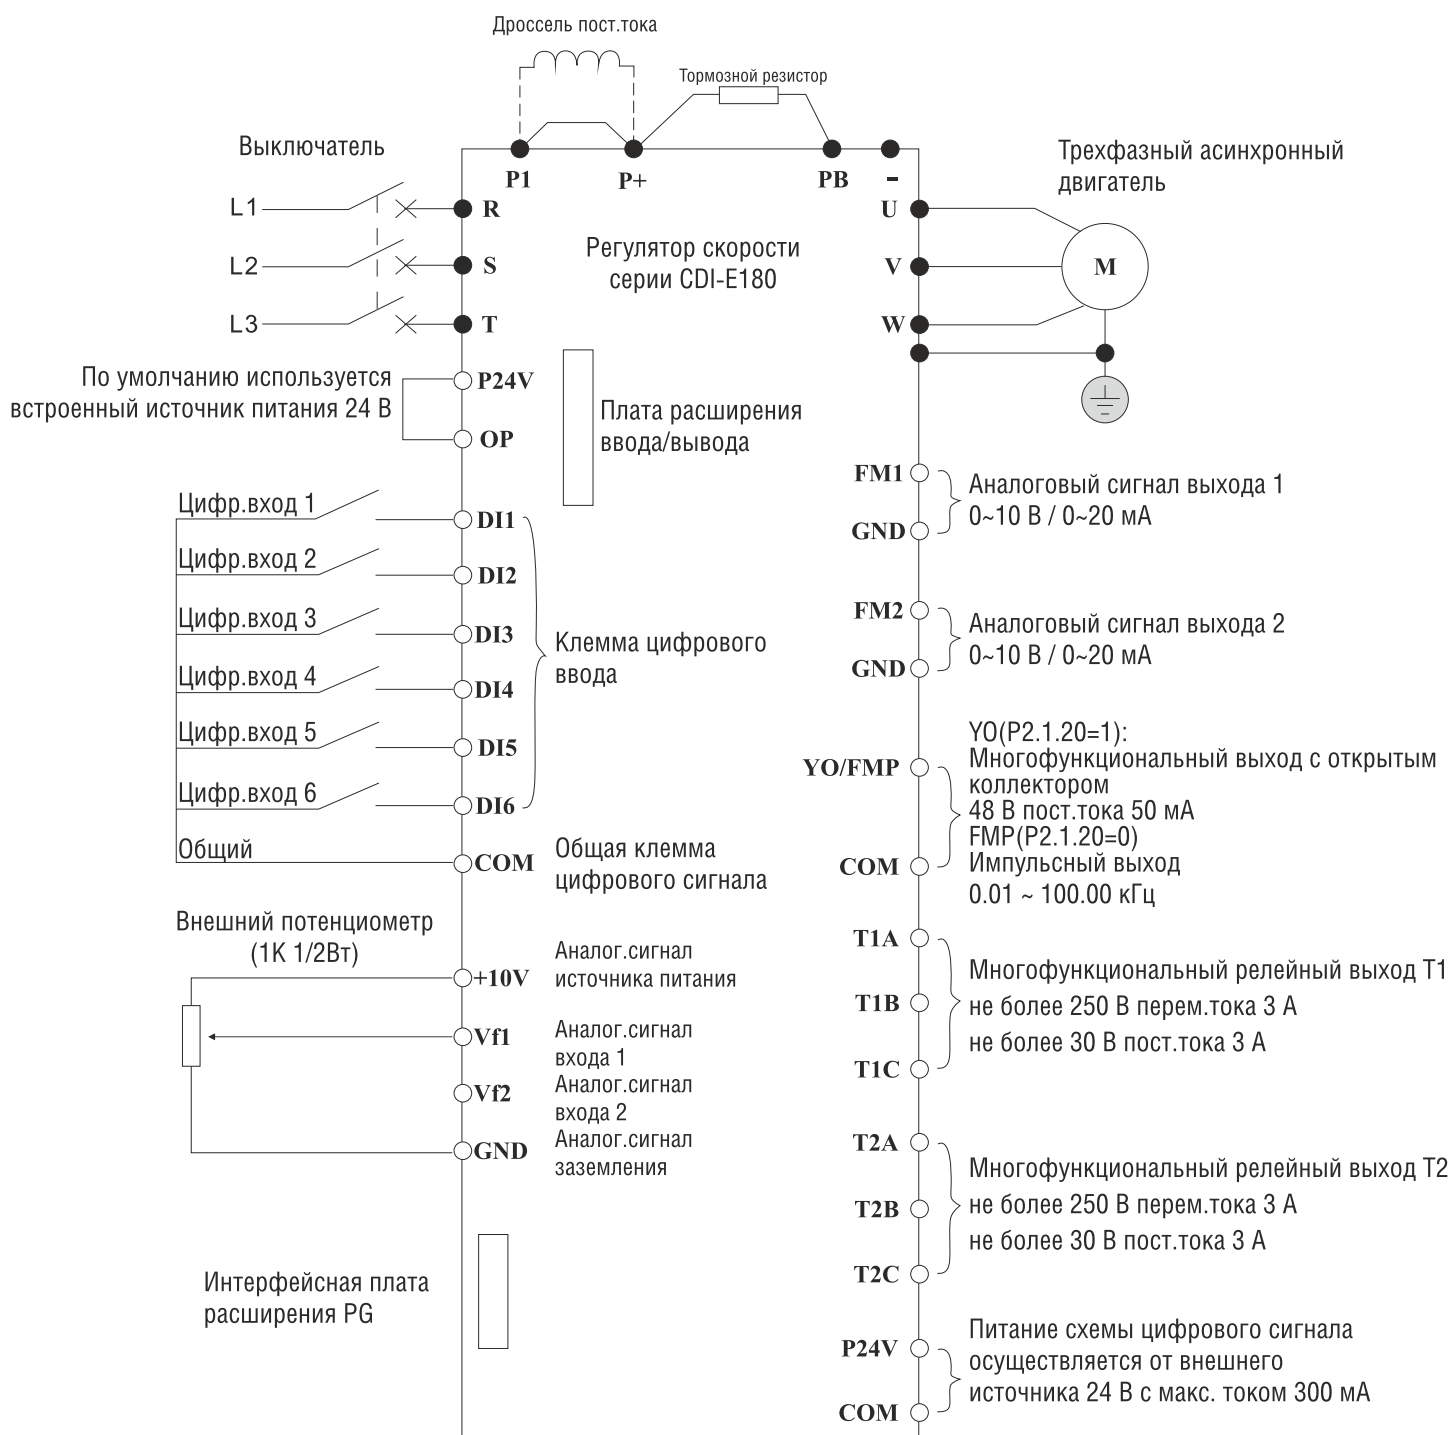 Дроссель пост.тока
Тормозной резистор
Выключатель
P1
P+
PB
-
Трехфазный асинхронный
двигатель
L1
R
U
Регулятор скорости
серии CDI-E180
L2
S
V
M
L3
T
W
По умолчанию используется
встроенный источник питания 24 В
P24V
OP
Плата расширения
ввода/вывода
FM1
GND
Аналоговый сигнал выхода 1
0~10 В / 0~20 мА
Цифр.вход 1
DI1
Цифр.вход 2
DI2
Цифр.вход 3
DI3
Цифр.вход 4
DI4
Цифр.вход 5
DI5
Цифр.вход 6
DI6
Клемма цифрового
ввода
FM2
GND
Аналоговый сигнал выхода 2
0~10 В / 0~20 мА
YO/FMP
COM
YO(P2.1.20=1):
Многофункциональный выход с открытым
коллектором
48 В пост.тока 50 мА
FMP(P2.1.20=0)
Импульсный выход
0.01 ~ 100.00 кГц
Общий
COM
Общая клемма
цифрового сигнала
Внешний потенциометр
(1К 1/2Вт)
+10V
Аналог.сигнал
источника питания
Vf1
Аналог.сигнал
входа 1
Vf2
Аналог.сигнал
входа 2
GND
Аналог.сигнал
заземления
T1A
T1B
T1C
Многофункциональный релейный выход T1
не более 250 В перем.тока 3 А
не более 30 В пост.тока 3 А
T2A
T2B
T2C
Многофункциональный релейный выход T2
не более 250 В перем.тока 3 А
не более 30 В пост.тока 3 А
Интерфейсная плата
расширения PG
P24V
COM
Питание схемы цифрового сигнала
осуществляется от внешнего
источника 24 В с макс. током 300 мА